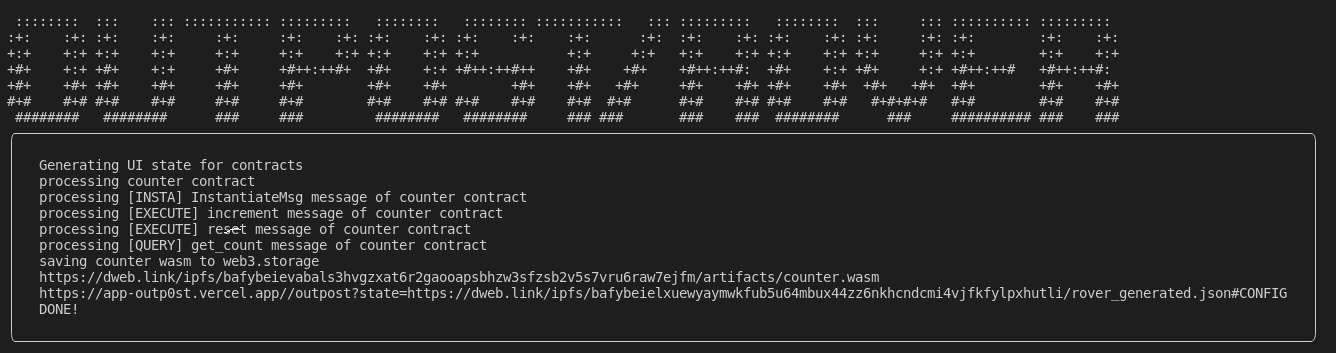 OUTPOST/ROVER
Generating UI state for contracts
processing counter contract
processing [INSTA] InstantiateMsg message of counter contract
processing [EXECUTE] increment message of counter contract
processing [EXECUTE] reset message of counter contract
processing [QUERY] get_count message of counter contract
saving counter wasm to web3.storage
https://dweb.link/ipfs/bafybeievabals3hvgzxat6r2gaooapsbhzw3sfzsb2v5s7vru6raw7ejfm/artifacts/counter.wasm
https://app-outp0st.vercel.app//outpost?state=https://dweb.link/ipfs/bafybeielxuewyaymwkfub5u64mbux44zz6nkhcndcmi4vjfkfylpxhutli/rover_generated.json#CONFIG
DONE!